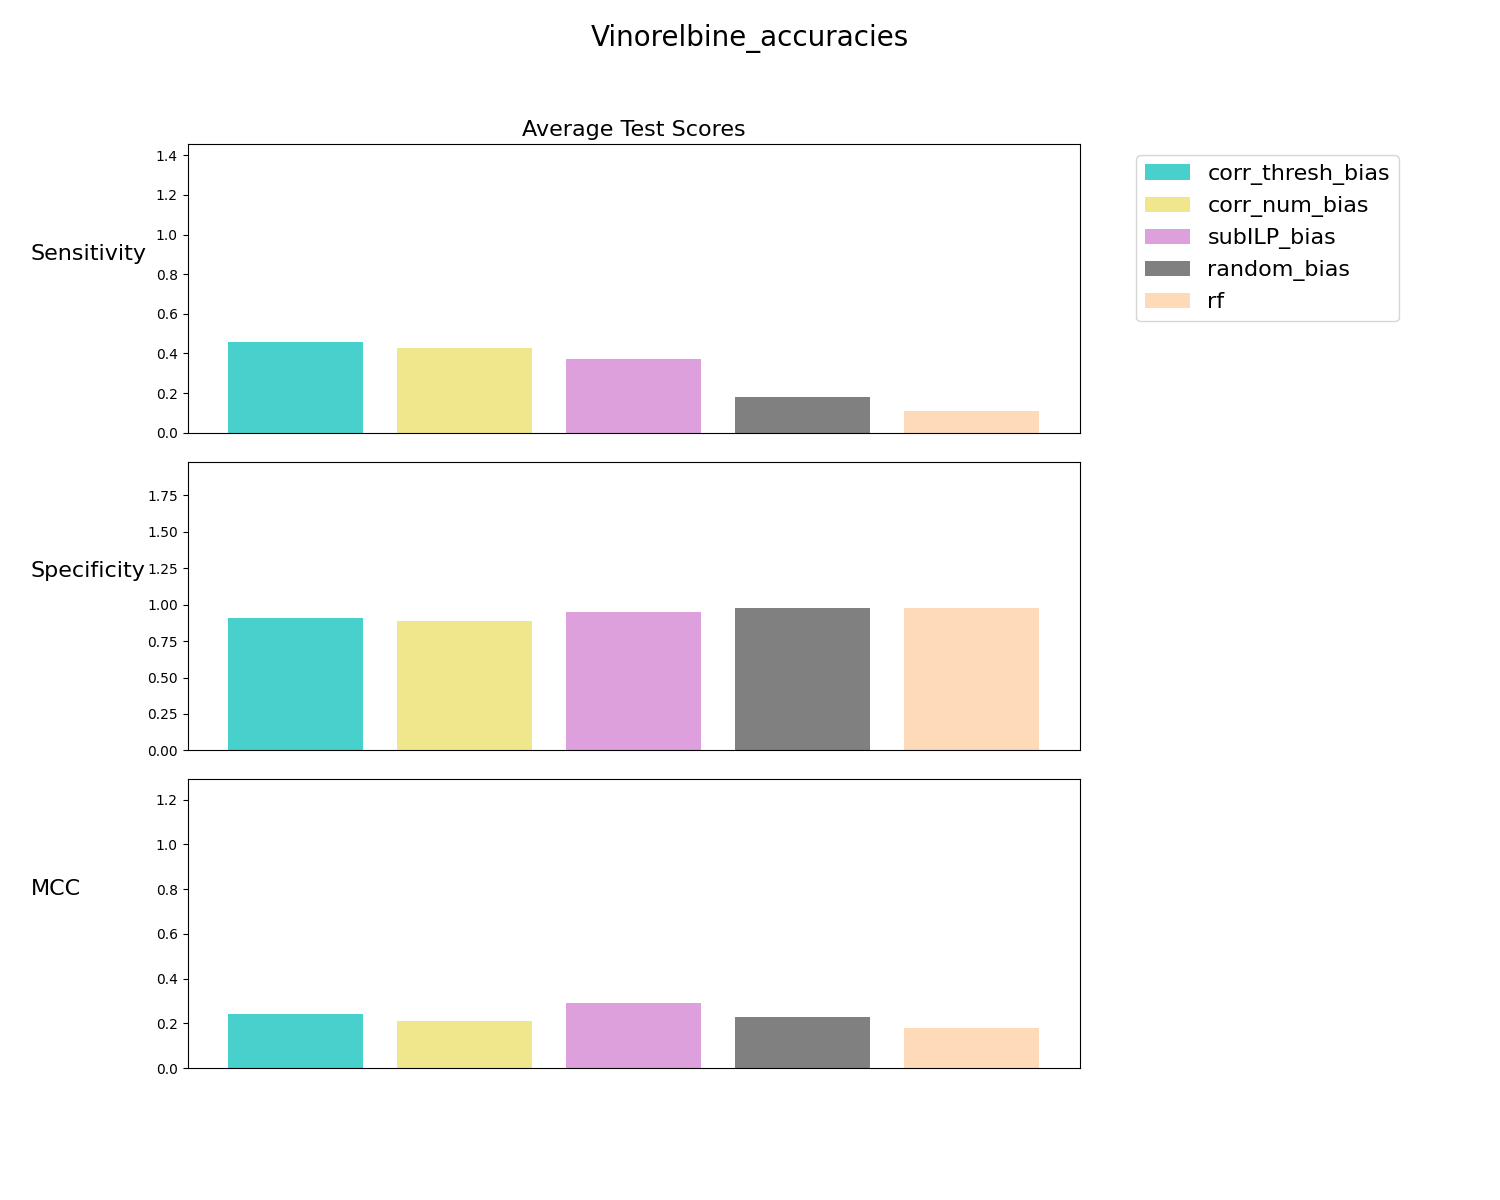 Vinorelbine_accuracies
Average Test Scores
Sensitivity
1.4
1.2
1.0
0.8
0.6
0.4
0.2
0.0
corr_thresh_bias
corr_num_bias
subILP_bias
random_bias
rf
Specificity
1.75
1.50
1.25
1.00
0.75
0.50
0.25
0.00
MCC
1.2
1.0
0.8
0.6
0.4
0.2
0.0